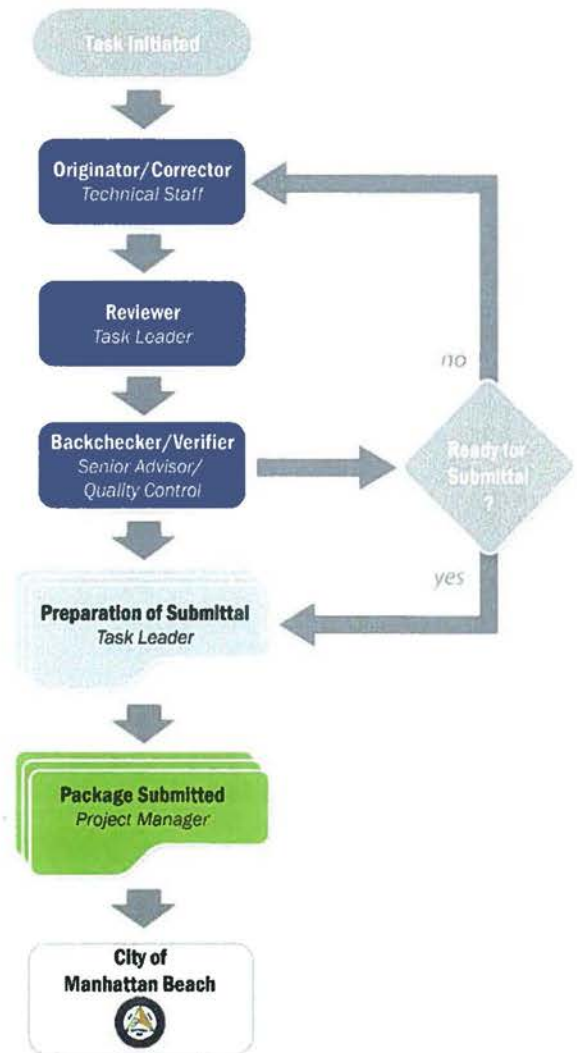 Task Initiated
Originator/Corrector
Technical Staff
Reviewer
Task Leader
no
Backchecker/Verifier
Senior Advisor/
Quality Control
Ready for
Submittal
?
yes
Preparation of Submittal
Task Leader
Package Submitted
Project Manager
City of
Manhattan Beach